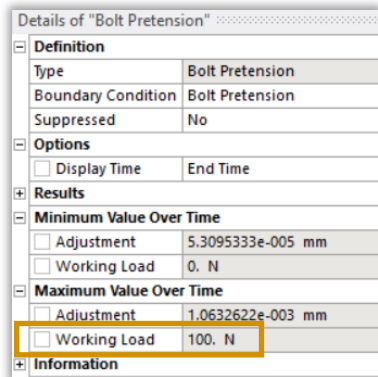 Details of "Bolt Pretension"
Definition
Type Bolt Pretension
Boundary Condition Bolt Pretension
Suppressed No
Options
Display Time End Time
Results
Minimum Value Over Time
Adjustment 5.3095333e-005 mm
Working Load 0. N
Maximum Value Over Time
Adjustment 1.0632622e-003 mm
Working Load 100. N
Information